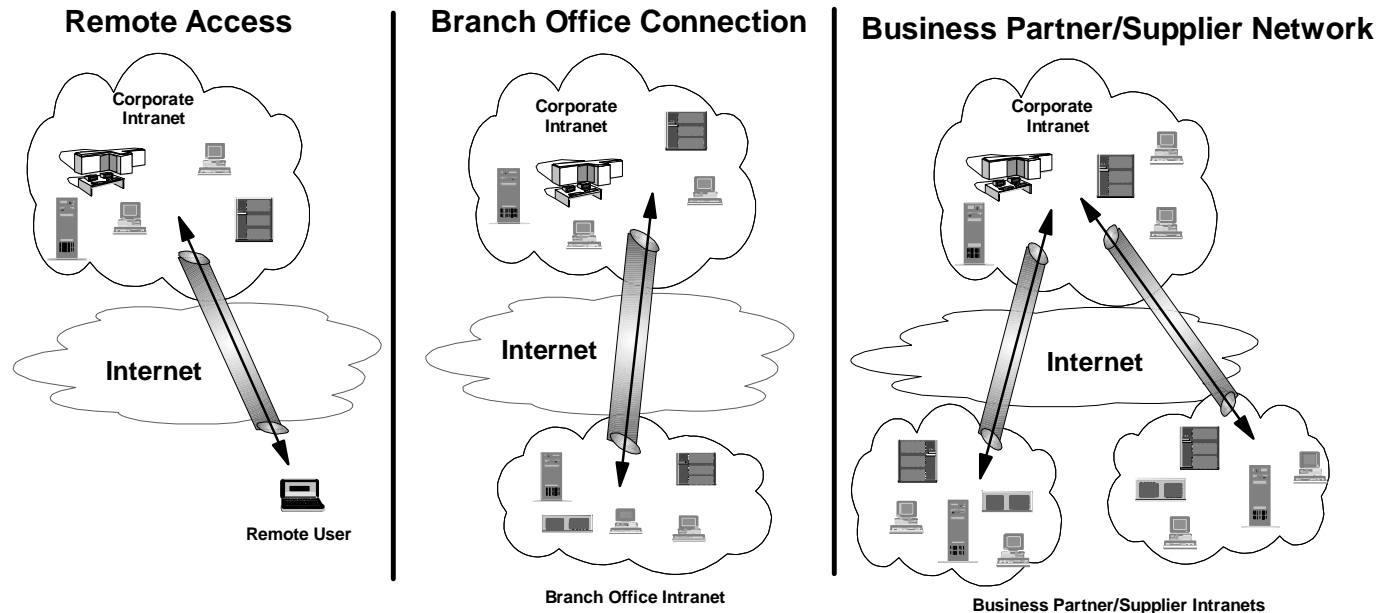 Remote Access
Corporate
Intranet
Internet
Remote User
Branch Office Connection
Corporate
Intranet
Internet
Branch Office Intranet
Business Partner/Supplier Network
Corporate
Intranet
Internet
Business Partner/Supplier Intranets